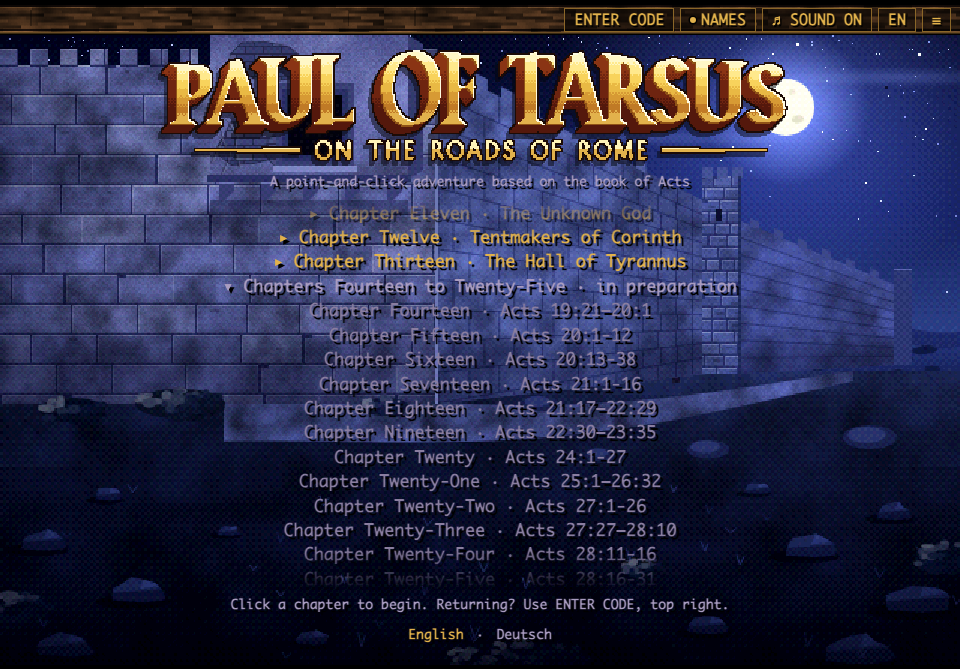 ENTER CODE • NAMES ♬ SOUND ON EN ≡
PAUL OF TARSUS
ON THE ROADS OF ROME
A point-and-click adventure based on the book of Acts
▸ Chapter Eleven · The Unknown God
▸ Chapter Twelve · Tentmakers of Corinth
▸ Chapter Thirteen · The Hall of Tyrannus
▾ Chapters Fourteen to Twenty-Five · in preparation
Chapter Fourteen · Acts 19:21–20:1
Chapter Fifteen · Acts 20:1-12
Chapter Sixteen · Acts 20:13-38
Chapter Seventeen · Acts 21:1-16
Chapter Eighteen · Acts 21:17–22:29
Chapter Nineteen · Acts 22:30–23:35
Chapter Twenty · Acts 24:1-27
Chapter Twenty-One · Acts 25:1–26:32
Chapter Twenty-Two · Acts 27:1-26
Chapter Twenty-Three · Acts 27:27–28:10
Chapter Twenty-Four · Acts 28:11-16
Chapter Twenty-Five · Acts 28:16-31
Click a chapter to begin. Returning? Use ENTER CODE, top right.
English · Deutsch